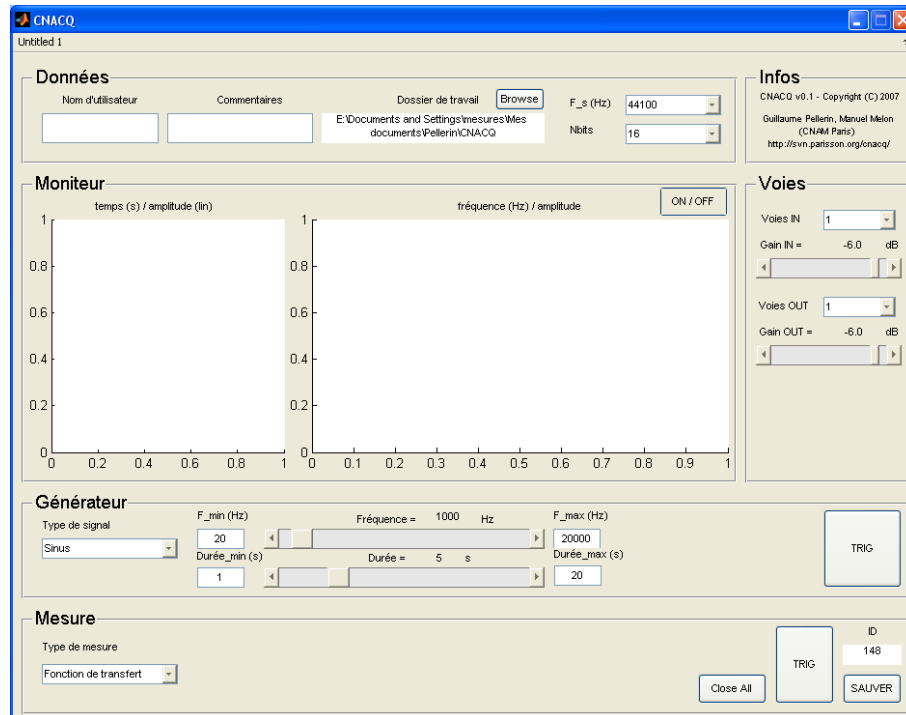 CNACQ
Untitled 1
Données
Nom d'utilisateur
Commentaires
Dossier de travail
Browse
E:\Documents and Settings\mesures\Mes
documents\Pellerin\CNACQ
F_s (Hz)
44100
Nbits
16
Infos
CNACQ v0.1 - Copyright (C) 2007
Guillaume Pellerin, Manuel Melon
(CNAM Paris)
http://svn.parisson.org/cnacq/
Moniteur
temps (s) / amplitude (lin)
1
0.8
0.6
0.4
0.2
0
0 0.2 0.4 0.6 0.8 1
fréquence (Hz) / amplitude
ON / OFF
1
0.8
0.6
0.4
0.2
0
0 0.1 0.2 0.3 0.4 0.5 0.6 0.7 0.8 0.9 1
Voies
Voies IN
1
Gain IN = -6.0 dB
Voies OUT
1
Gain OUT = -6.0 dB
Générateur
Type de signal
Sinus
F_min (Hz)
20
Fréquence = 1000 Hz
F_max (Hz)
20000
Durée_min (s)
1
Durée = 5 s
Durée_max (s)
20
TRIG
Mesure
Type de mesure
Fonction de transfert
Close All
TRIG
ID
148
SAUVER